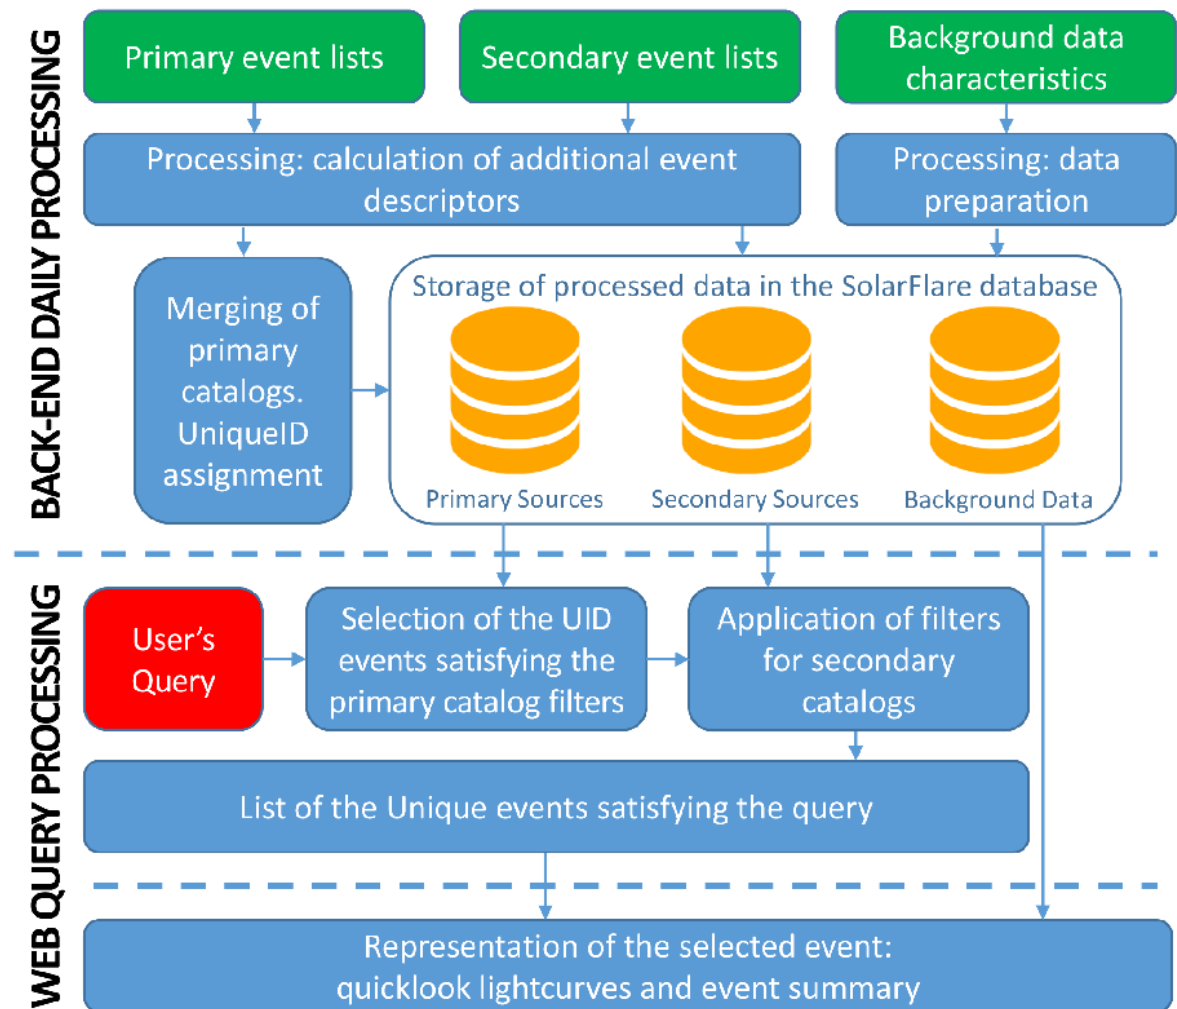 BACK-END DAILY PROCESSING
Primary event lists
Secondary event lists
Background data
characteristics
Processing: calculation of additional event
descriptors
Processing: data
preparation
Merging of
primary
catalogs.
UniqueID
assignment
Storage of processed data in the SolarFlare database
Primary Sources
Secondary Sources
Background Data
WEB QUERY PROCESSING
User’s
Query
Selection of the UID
events satisfying the
primary catalog filters
Application of filters
for secondary
catalogs
List of the Unique events satisfying the query
Representation of the selected event:
quicklook lightcurves and event summary